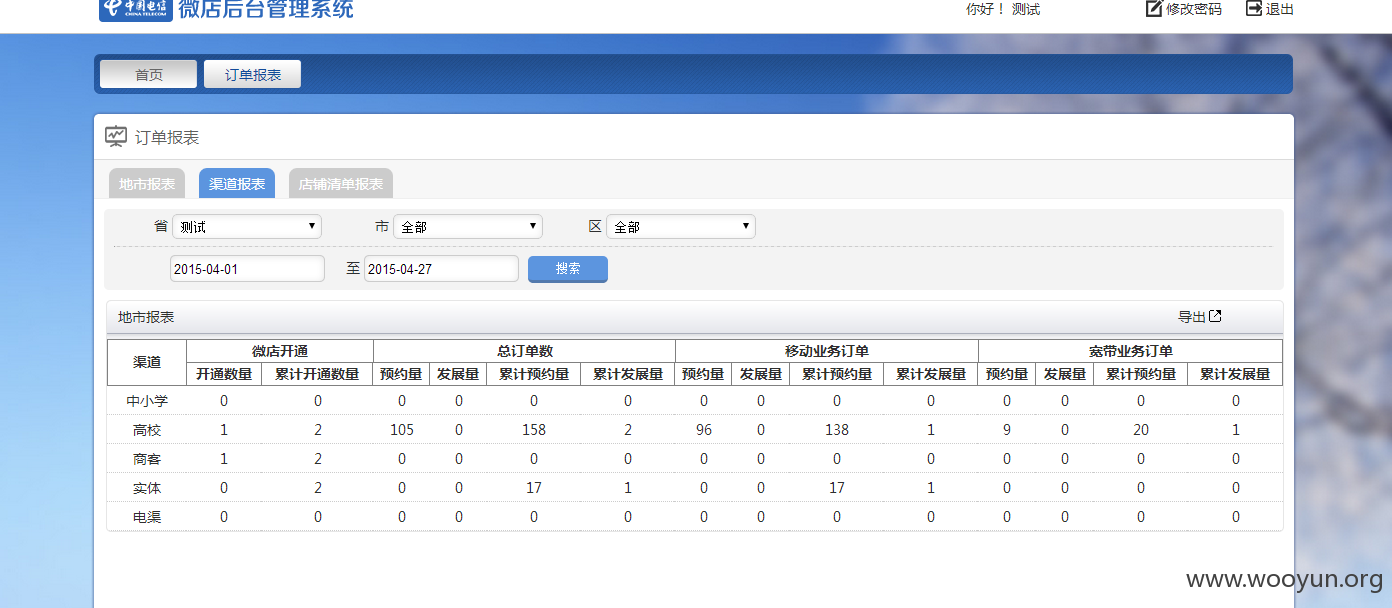 中国电信 CHINA TELECOM 微店后台管理系统 你好！ 测试 修改密码 退出
首页 订单报表
订单报表
地市报表 渠道报表 店铺清单报表
省 测试 市 全部 区 全部
2015-04-01 至 2015-04-27 搜索
地市报表 导出
渠道 微店开通 总订单数 移动业务订单 宽带业务订单
开通数量 累计开通数量 预约量 发展量 累计预约量 累计发展量 预约量 发展量 累计预约量 累计发展量 预约量 发展量 累计预约量 累计发展量
中小学 0 0 0 0 0 0 0 0 0 0 0 0 0 0
高校 1 2 105 0 158 2 96 0 138 1 9 0 20 1
商客 1 2 0 0 0 0 0 0 0 0 0 0 0 0
实体 0 2 0 0 17 1 0 0 17 1 0 0 0 0
电渠 0 0 0 0 0 0 0 0 0 0 0 0 0 0
www.wooyun.org